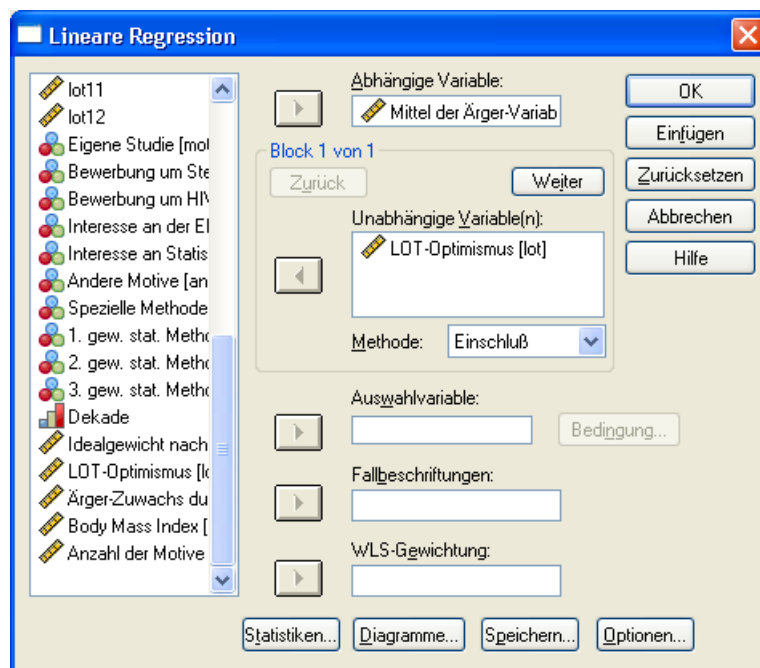 Lineare Regression
lot11
lot12
Eigene Studie [mot
Bewerbung um Ste
Bewerbung um HIV
Interesse an der EI
Interesse an Statis
Andere Motive [an
Spezielle Methode
1. gew. stat. Metho
2. gew. stat. Metho
3. gew. stat. Metho
Dekade
Idealgewicht nach
LOT-Optimismus [lo
Ärger-Zuwachs du
Body Mass Index [
Anzahl der Motive
Abhängige Variable:
Mittel der Ärger-Variab
Block 1 von 1
Zurück
Weiter
Unabhängige Variable(n):
LOT-Optimismus [lot]
Methode:
Einschluß
Auswahlvariable:
Bedingung...
Fallbeschriftungen:
WLS-Gewichtung:
OK
Einfügen
Zurücksetzen
Abbrechen
Hilfe
Statistiken...
Diagramme...
Speichern...
Optionen...